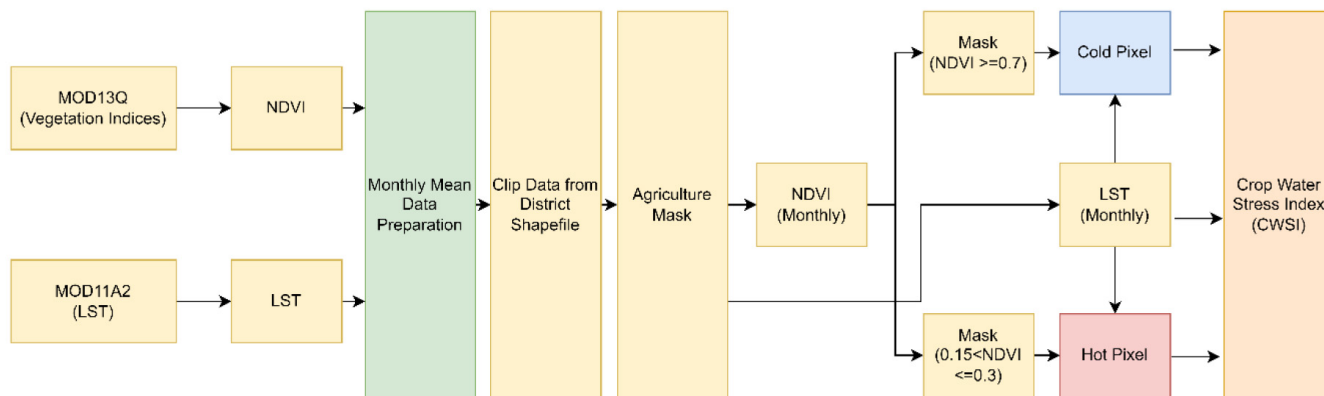 MOD13Q
(Vegetation Indices)
NDVI
MOD11A2
(LST)
LST
Monthly Mean
Data
Preparation
Clip Data from
District
Shapefile
Agriculture
Mask
NDVI
(Monthly)
Mask
(NDVI >=0.7)
Cold Pixel
LST
(Monthly)
Mask
(0.15<NDVI
<=0.3)
Hot Pixel
Crop Water
Stress Index
(CWSI)